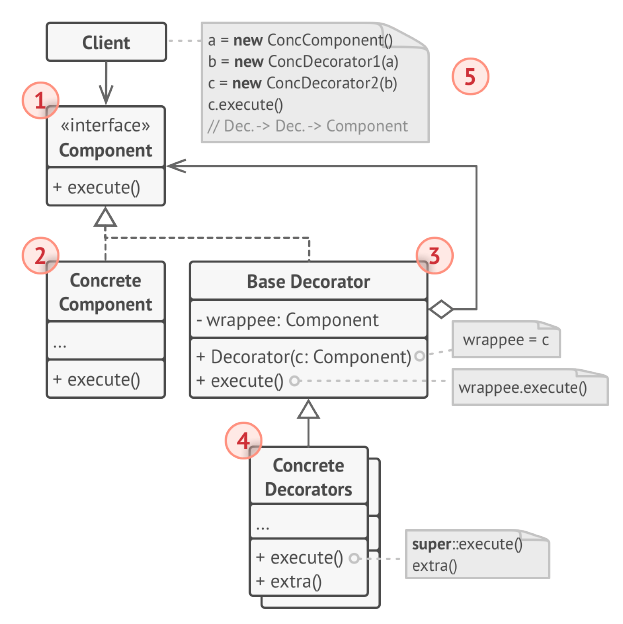 Client
a = new ConcComponent()
b = new ConcDecorator1(a)
c = new ConcDecorator2(b)
c.execute()
// Dec. -> Dec. -> Component
5
1
«interface»
Component
+ execute()
2
Concrete
Component
...
+ execute()
3
Base Decorator
- wrappee: Component
+ Decorator(c: Component)
+ execute()
wrappee = c
wrappee.execute()
4
Concrete
Decorators
...
+ execute()
+ extra()
super::execute()
extra()